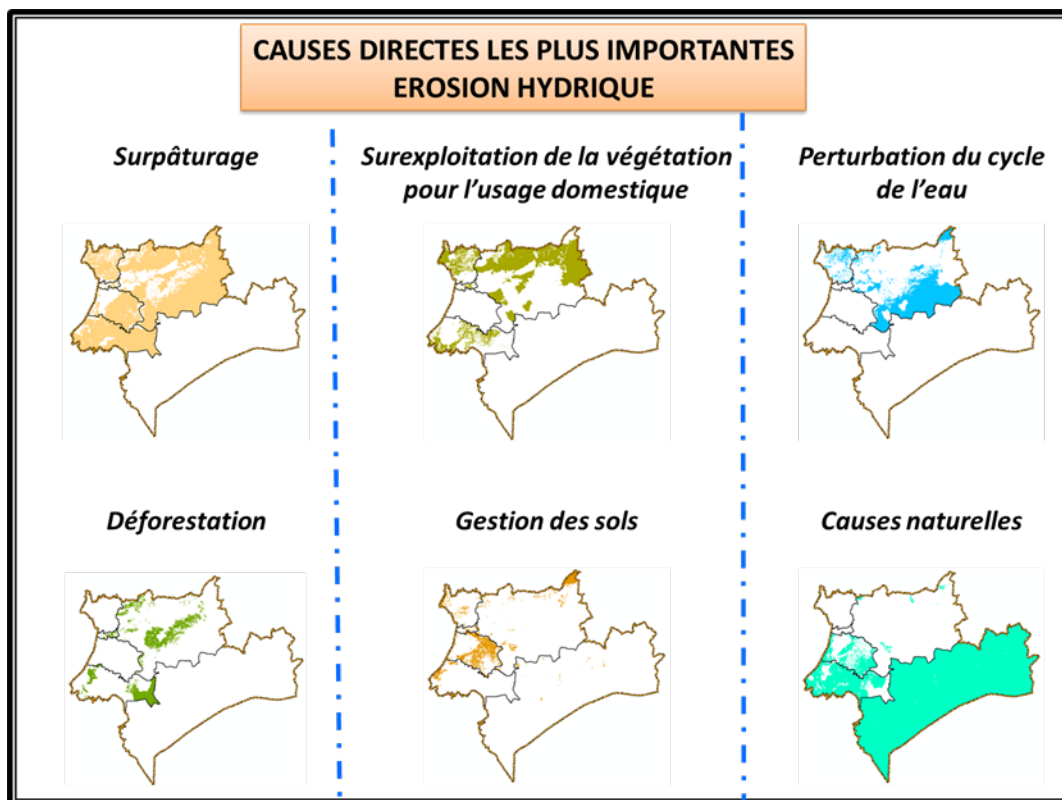 CAUSES DIRECTES LES PLUS IMPORTANTES
EROSION HYDRIQUE
Surpâturage
Surexploitation de la végétation
pour l'usage domestique
Perturbation du cycle
de l'eau
Déforestation
Gestion des sols
Causes naturelles